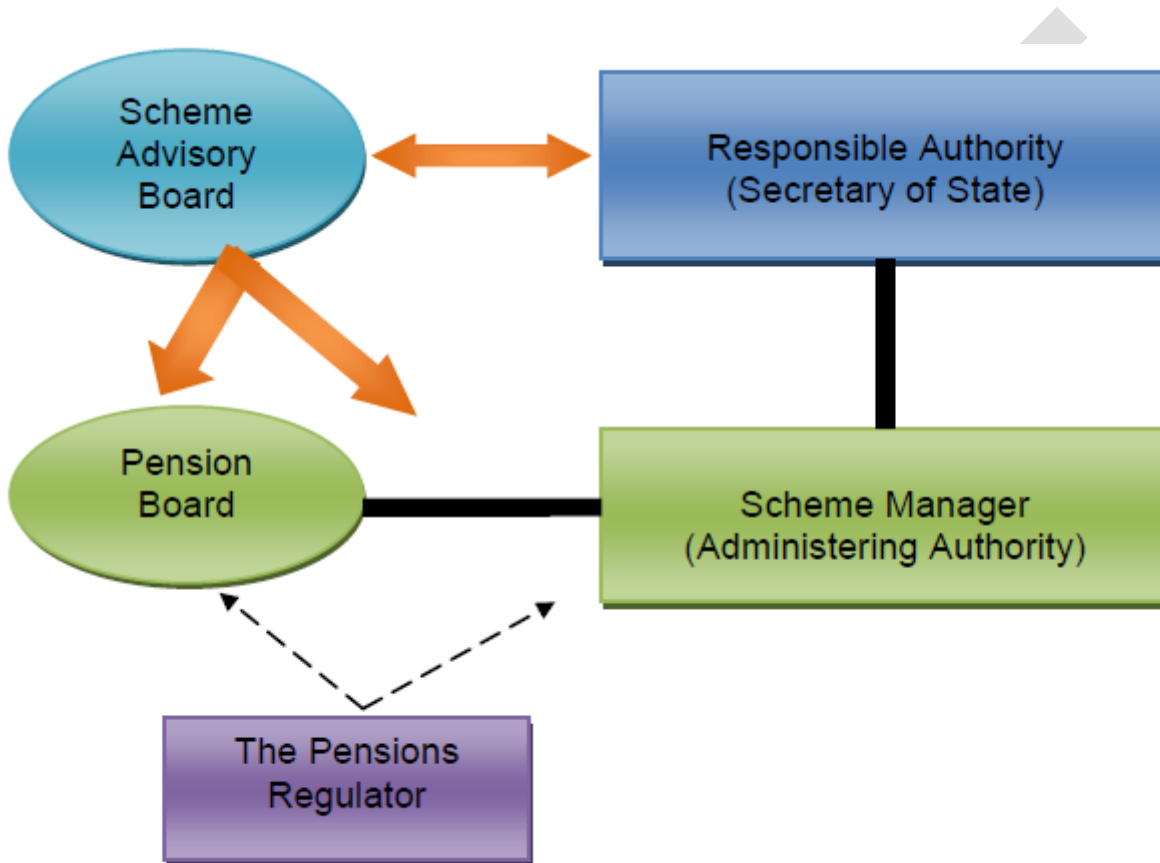 Scheme
Advisory
Board
Responsible Authority
(Secretary of State)
Pension
Board
Scheme Manager
(Administering Authority)
The Pensions
Regulator